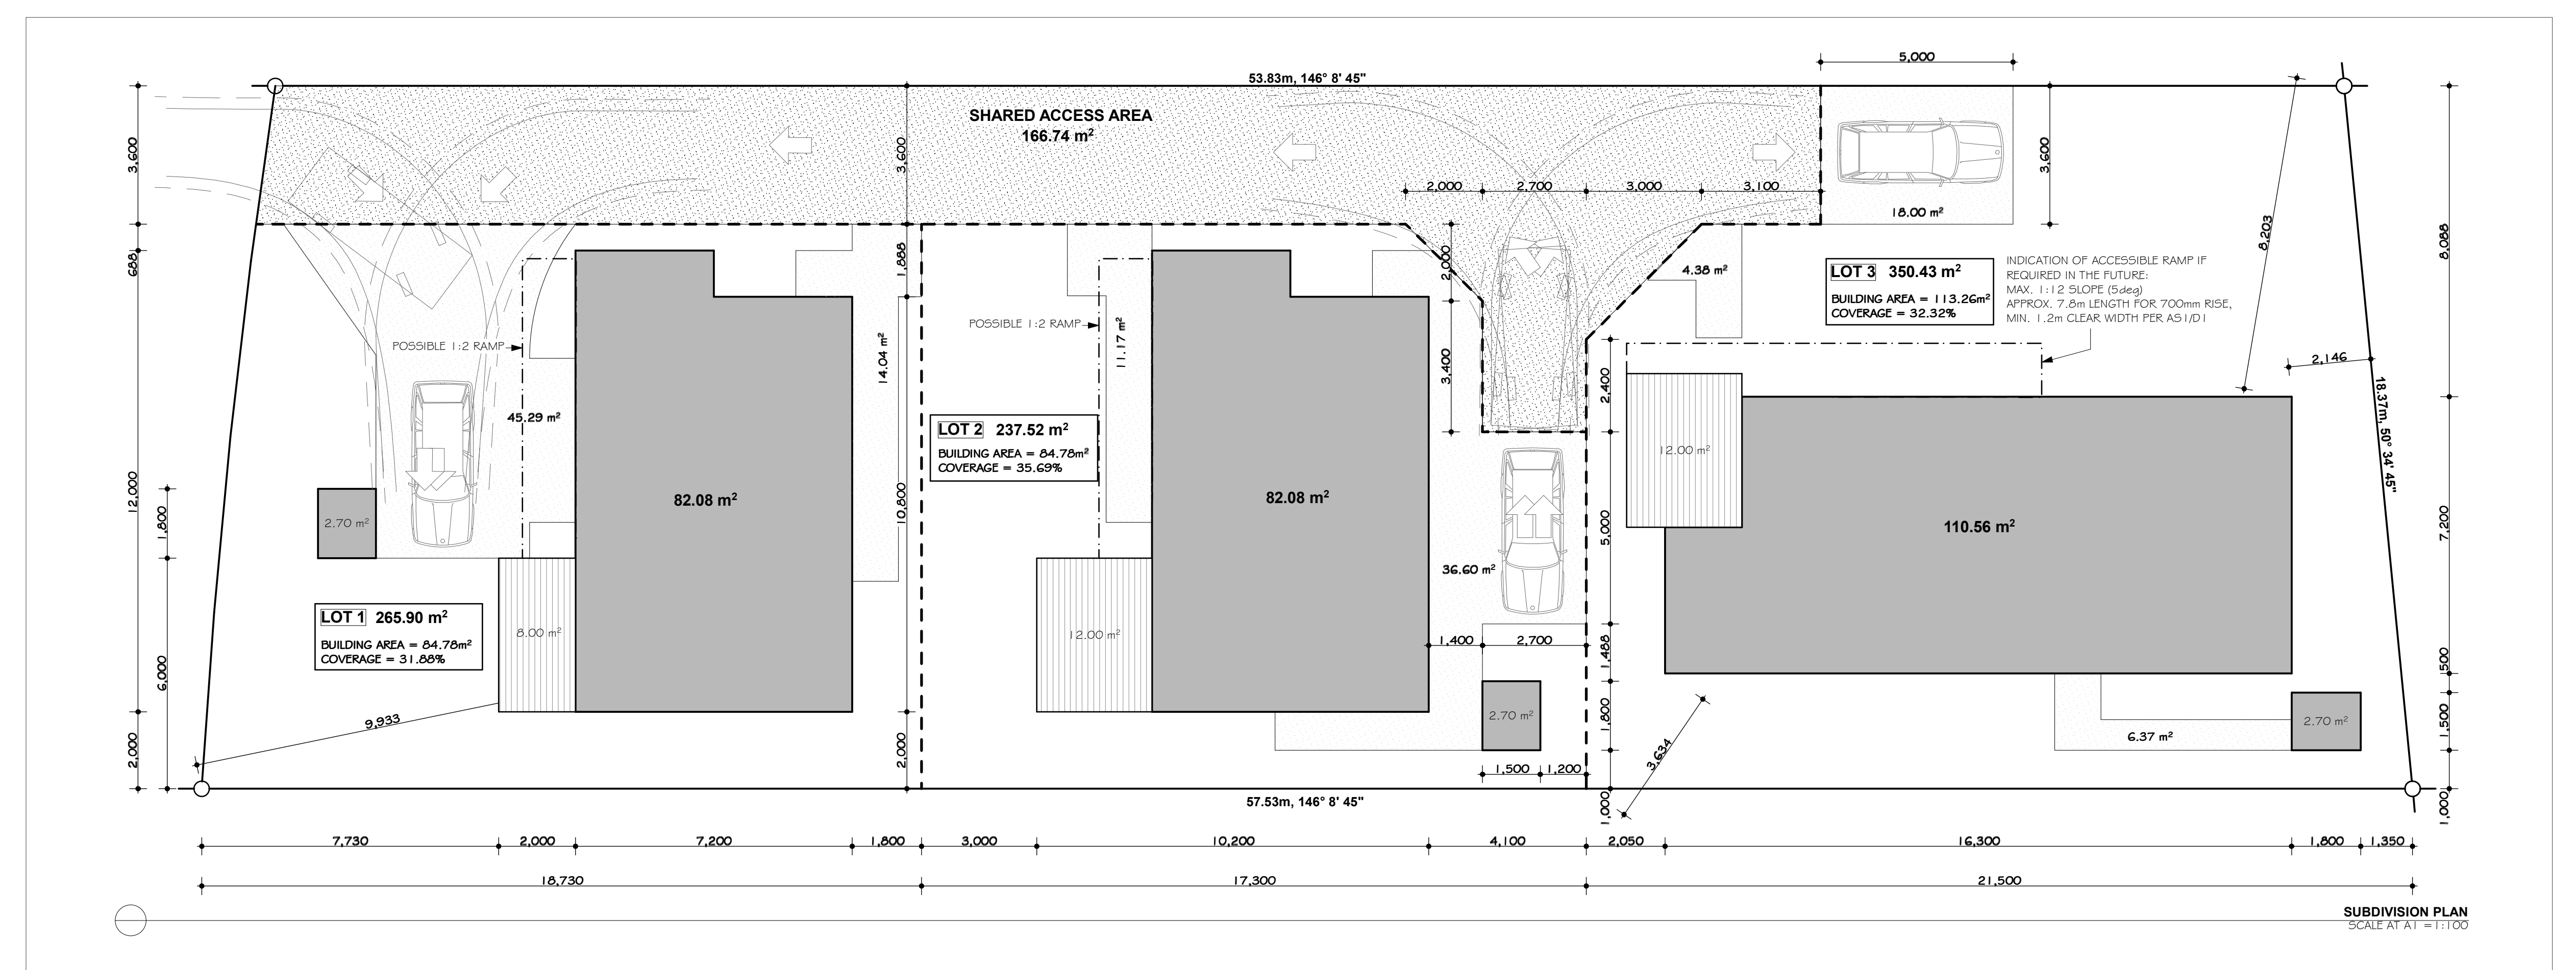 5,000
53.83m, 146° 8' 45"
SHARED ACCESS AREA
166.74 m²
3,600
3,600
3,600
2,000
2,700
3,000
3,100
18.00 m²
8,203
8,088
688
1,888
2,000
4.38 m²
LOT 3 350.43 m²
BUILDING AREA = 113.26m²
COVERAGE = 32.32%
INDICATION OF ACCESSIBLE RAMP IF
REQUIRED IN THE FUTURE:
MAX. 1:12 SLOPE (5deg)
APPROX. 7.8m LENGTH FOR 700mm RISE,
MIN. 1.2m CLEAR WIDTH PER AS1/D1
POSSIBLE 1:2 RAMP
POSSIBLE 1:2 RAMP
14.04 m²
11.17 m²
3,400
2,400
2,146
18.37m, 50° 34' 45"
45.29 m²
LOT 2 237.52 m²
BUILDING AREA = 84.78m²
COVERAGE = 35.69%
12.00 m²
12,000
1,800
2.70 m²
82.08 m²
10,800
82.08 m²
5,000
110.56 m²
7,200
36.60 m²
LOT 1 265.90 m²
BUILDING AREA = 84.78m²
COVERAGE = 31.88%
8.00 m²
12.00 m²
1,400
2,700
1,488
6,000
1,500
9,933
2.70 m²
1,800
3,634
6.37 m²
2.70 m²
1,500
2,000
2,000
1,500
1,200
1,000
1,000
57.53m, 146° 8' 45"
7,730
2,000
7,200
1,800
3,000
10,200
4,100
2,050
16,300
1,800
1,350
18,730
17,300
21,500
SUBDIVISION PLAN
SCALE AT A1 =1:100